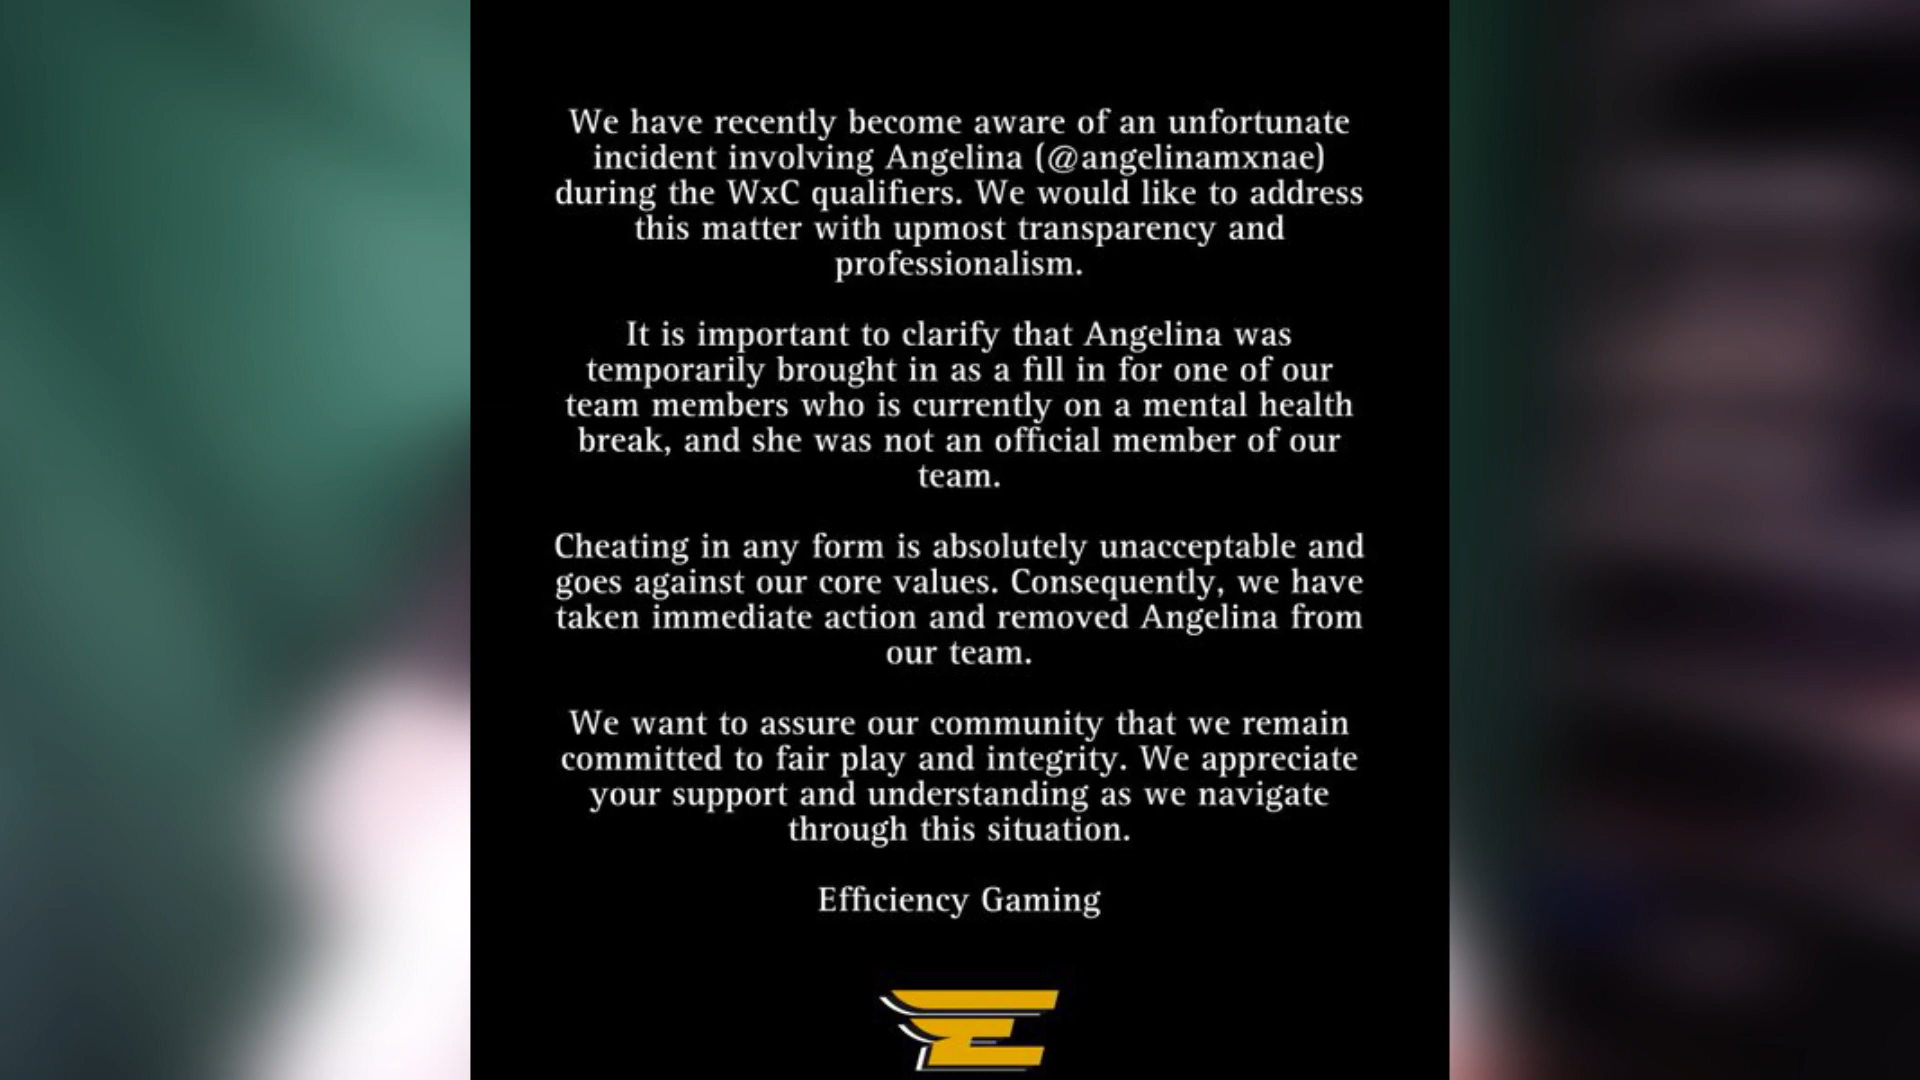 We have recently become aware of an unfortunate
incident involving Angelina (@angelinamxnae)
during the WxC qualifiers. We would like to address
this matter with upmost transparency and
professionalism.
It is important to clarify that Angelina was
temporarily brought in as a fill in for one of our
team members who is currently on a mental health
break, and she was not an official member of our
team.
Cheating in any form is absolutely unacceptable and
goes against our core values. Consequently, we have
taken immediate action and removed Angelina from
our team.
We want to assure our community that we remain
committed to fair play and integrity. We appreciate
your support and understanding as we navigate
through this situation.
Efficiency Gaming